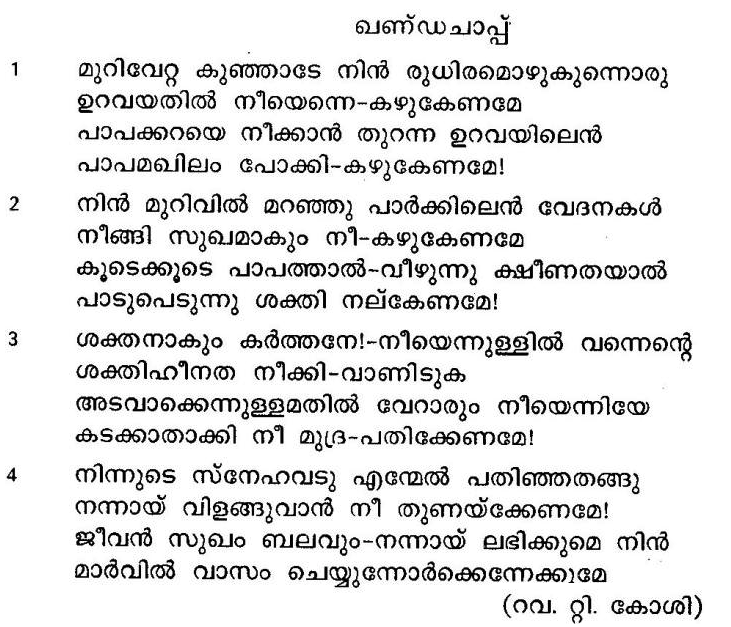 ഖണ്ഡചാപ്പ്
1 മുറിവേറ്റ കുഞ്ഞാടേ നിൻ രുധിരമൊഴുകുന്നൊരു
ഉറവയതിൽ നീയെന്നെ-കഴുകേണമേ
പാപക്കറയെ നീക്കാൻ തുറന്ന ഉറവയിലെൻ
പാപമഖിലം പോക്കി-കഴുകേണമേ!
2 നിൻ മുറിവിൽ മറഞ്ഞു പാർക്കിലെൻ വേദനകൾ
നീങ്ങി സുഖമാകും നീ-കഴുകേണമേ
കൂടെക്കൂടെ പാപത്താൽ-വീഴുന്നു ക്ഷീണതയാൽ
പാടുപെടുന്നു ശക്തി നല്കേണമേ!
3 ശക്തനാകും കർത്തനേ!-നീയെന്നുള്ളിൽ വന്നെന്റെ
ശക്തിഹീനത നീക്കി-വാണിടുക
അടവാക്കെന്നുള്ളമതിൽ വേറാരും നീയെന്നിയേ
കടക്കാതാക്കി നീ മുദ്ര-പതിക്കേണമേ!
4 നിന്നുടെ സ്നേഹവടു എന്മേൽ പതിഞ്ഞതങ്ങു
നന്നായ് വിളങ്ങുവാൻ നീ തുണയ്ക്കേണമേ!
ജീവൻ സുഖം ബലവും-നന്നായ് ലഭിക്കുമെ നിൻ
മാർവിൽ വാസം ചെയ്യുന്നോർക്കെന്നേക്കുമേ
(റവ. റ്റി. കോശി)